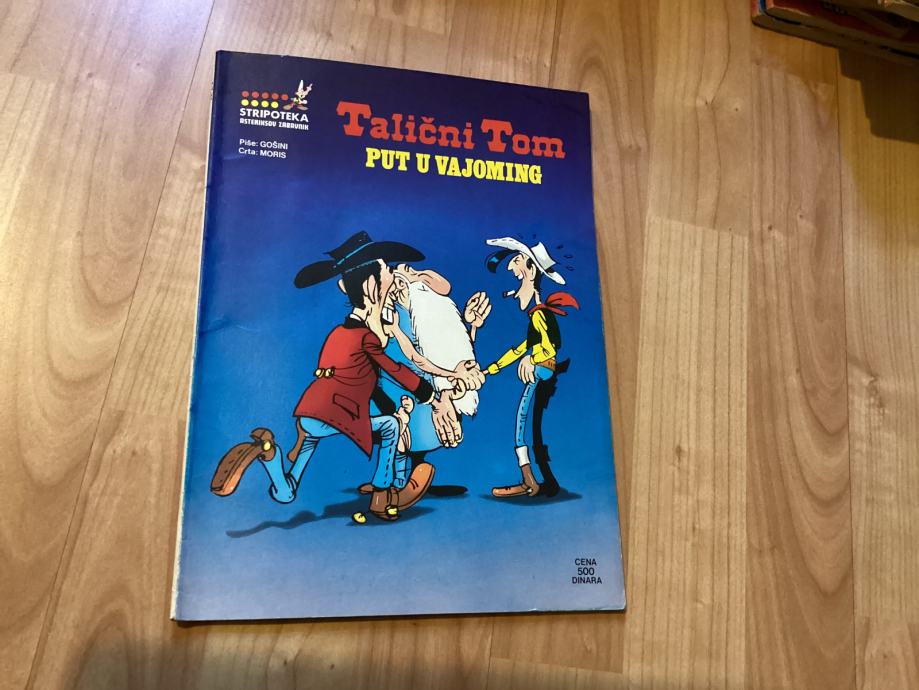 STRIPOTEKA
ASTERIKSOV ZABAVNIK
Piše: GOŠINI
Crta: MORIS
Talični Tom
PUT U VAJOMING
CENA
500
DINARA